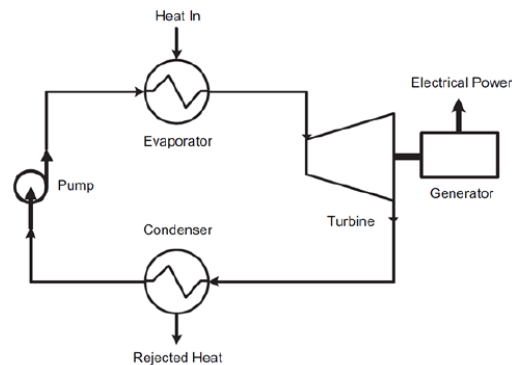 Heat In
Electrical Power
Evaporator
Pump
Generator
Turbine
Condenser
Rejected Heat